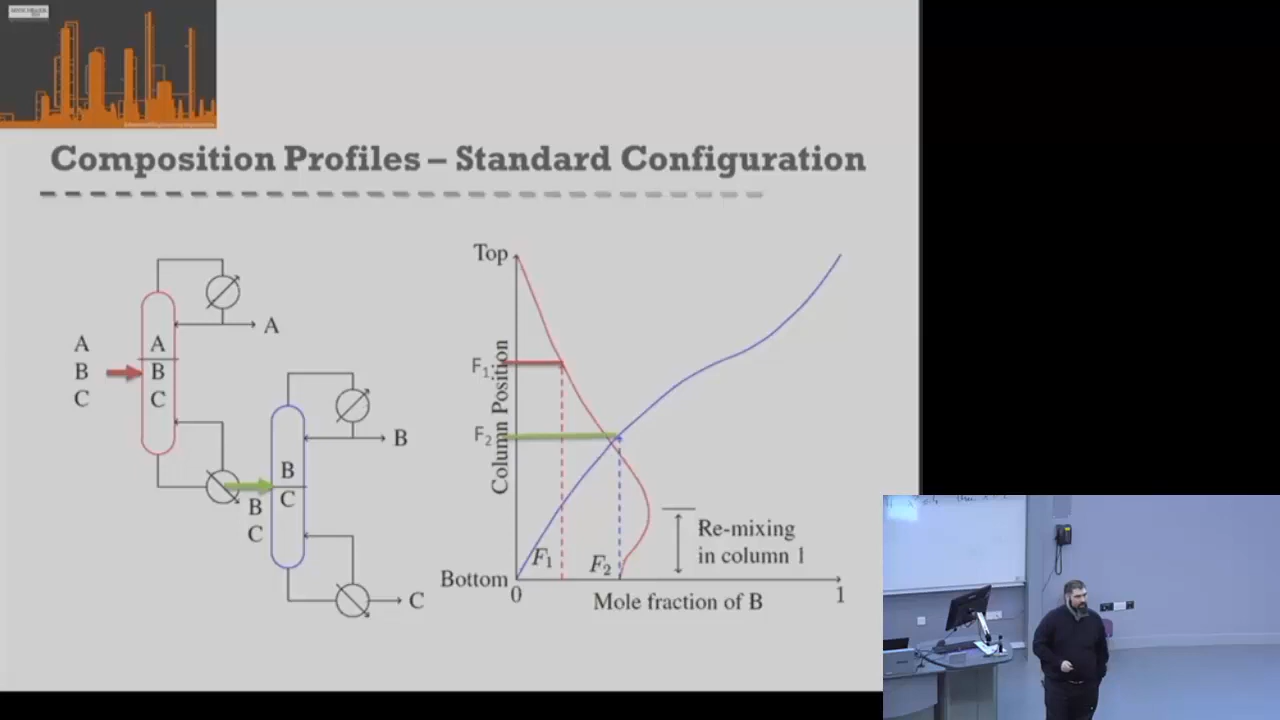 Composition Profiles – Standard Configuration
A
B
C
A
B
C
A
B
C
B
C
B
C
Top
F1
F2
Column Position
Bottom
F1
F2
Re-mixing
in column 1
0
Mole fraction of B
1